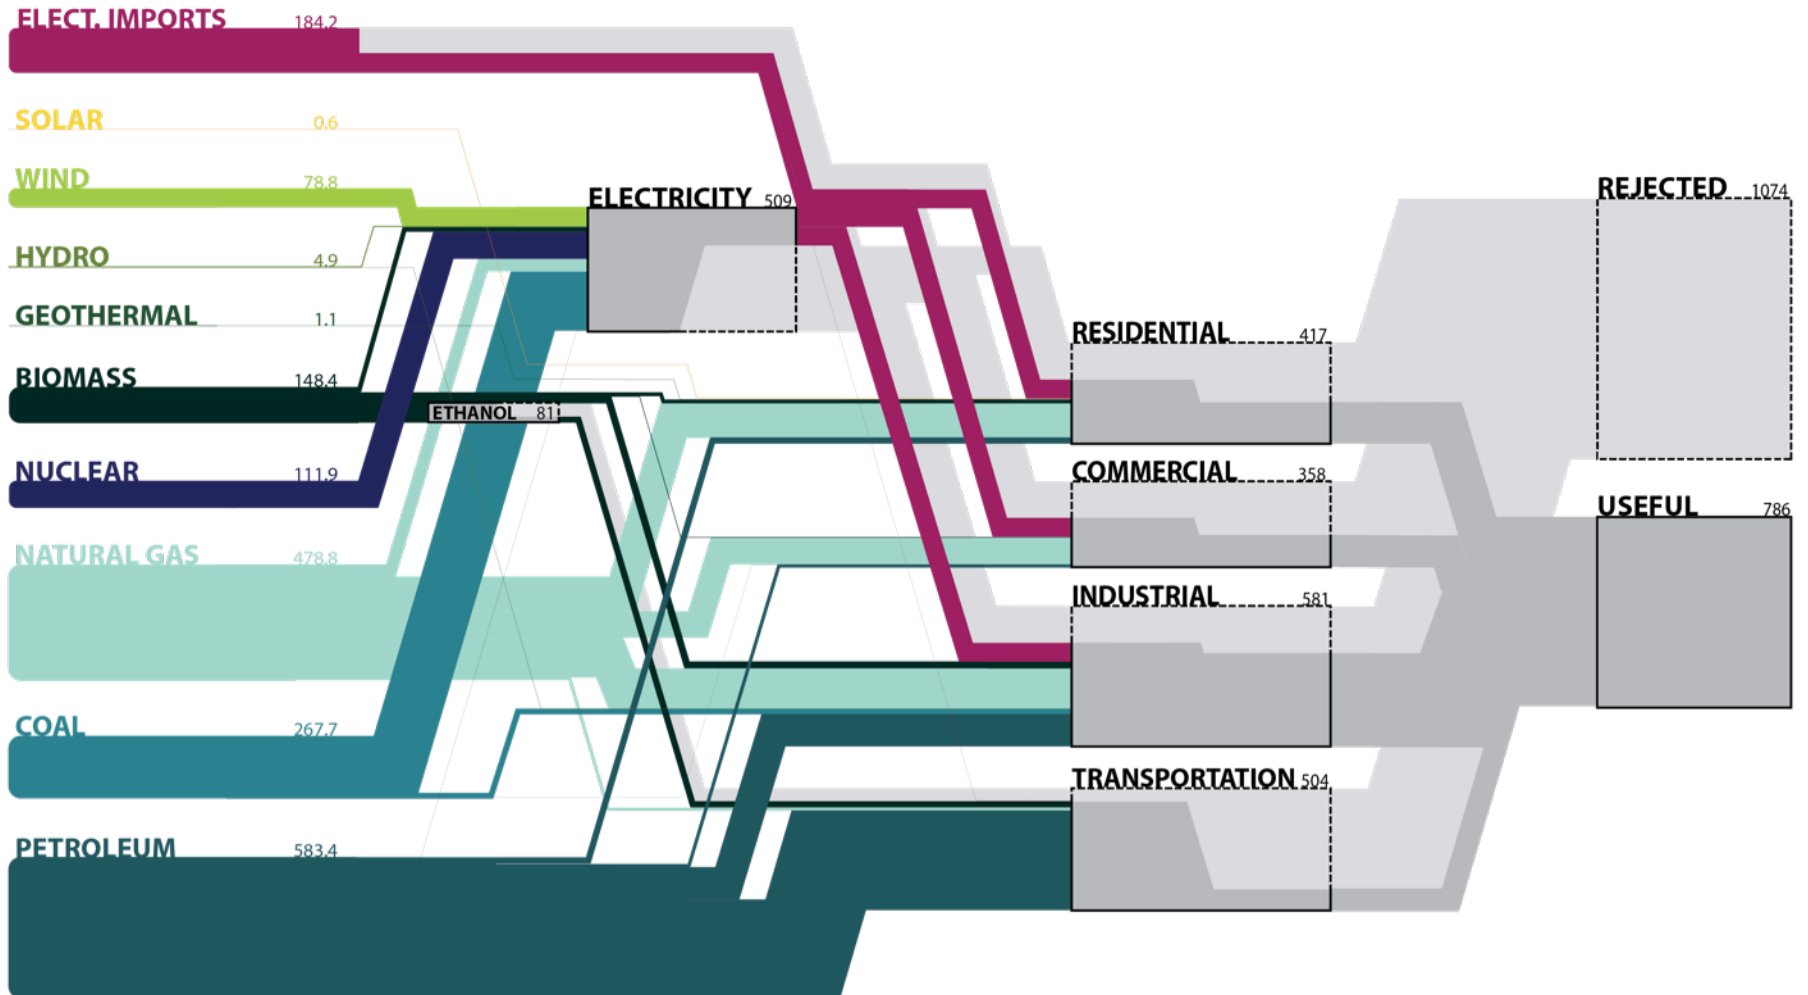 ELECT. IMPORTS 184.2
SOLAR 0.6
WIND 78.8
HYDRO 4.9
GEOTHERMAL 1.1
BIOMASS 148.4
NUCLEAR 111.9
NATURAL GAS 478.8
COAL 267.7
PETROLEUM 583.4
ETHANOL 81
ELECTRICITY 509
RESIDENTIAL 417
COMMERCIAL 358
INDUSTRIAL 581
TRANSPORTATION 504
REJECTED 1074
USEFUL 786